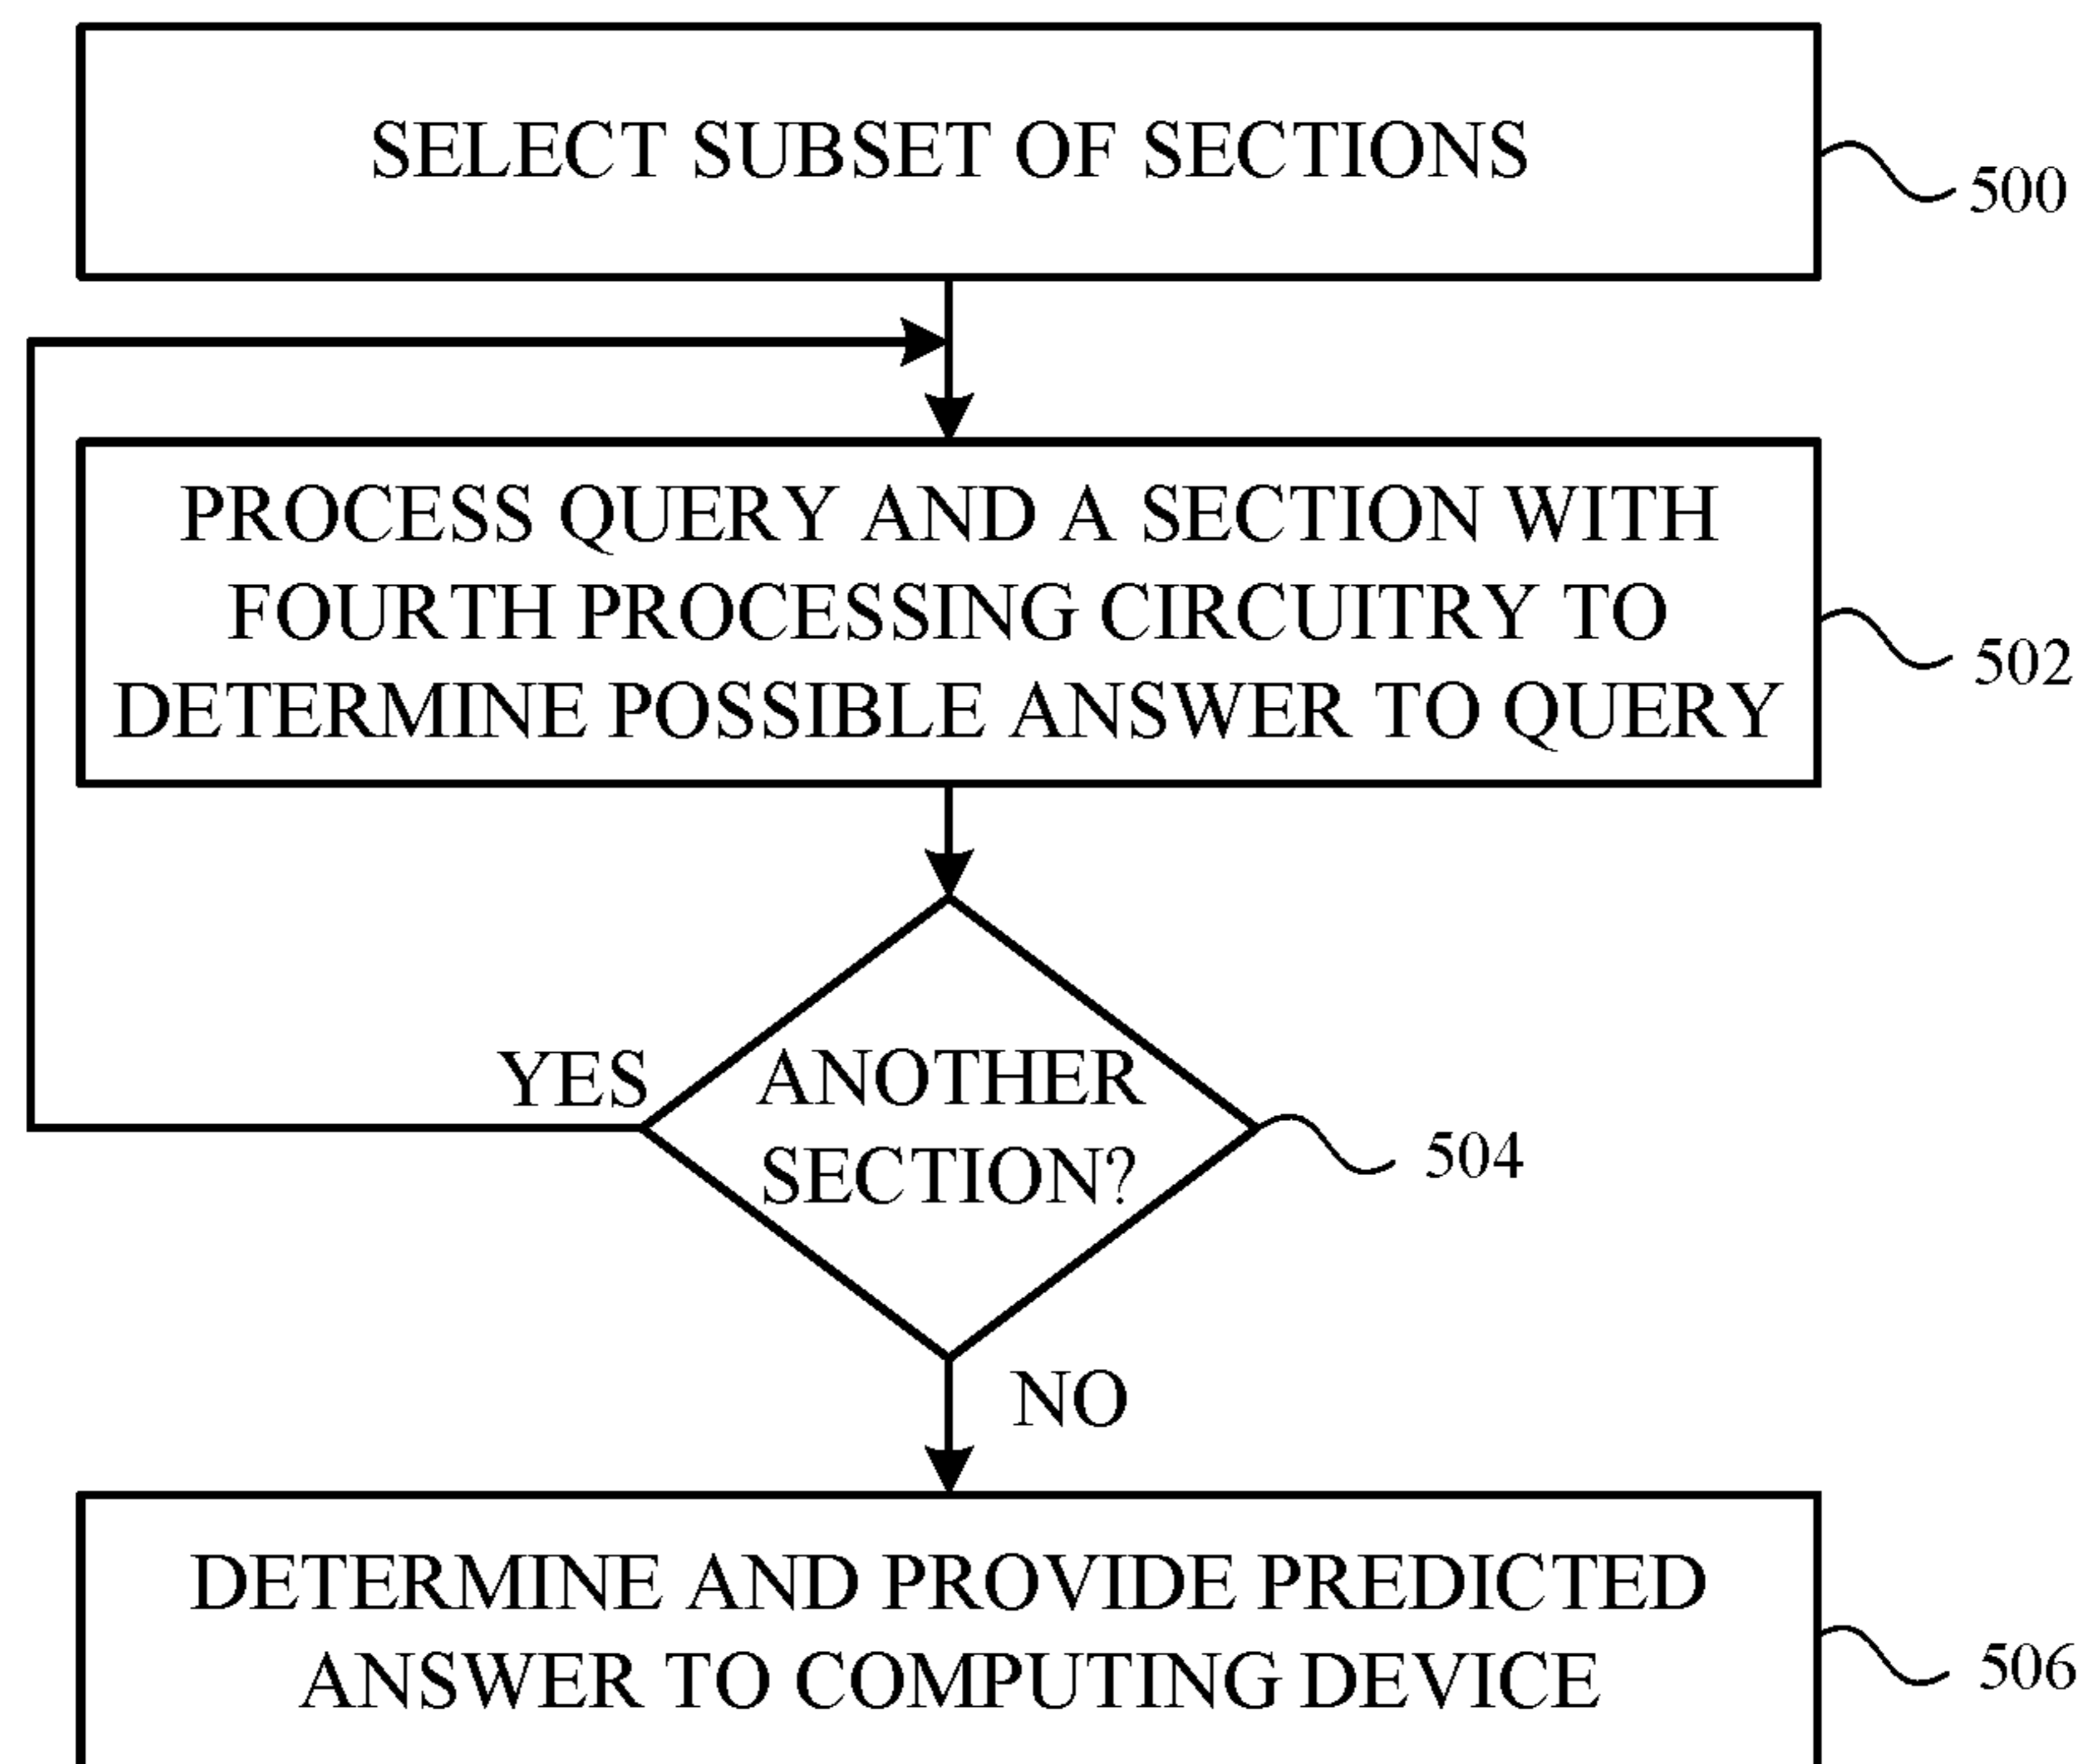 SELECT SUBSET OF SECTIONS
500
PROCESS QUERY AND A SECTION WITH
FOURTH PROCESSING CIRCUITRY TO
DETERMINE POSSIBLE ANSWER TO QUERY
502
YES
ANOTHER
SECTION?
504
NO
DETERMINE AND PROVIDE PREDICTED
ANSWER TO COMPUTING DEVICE
506